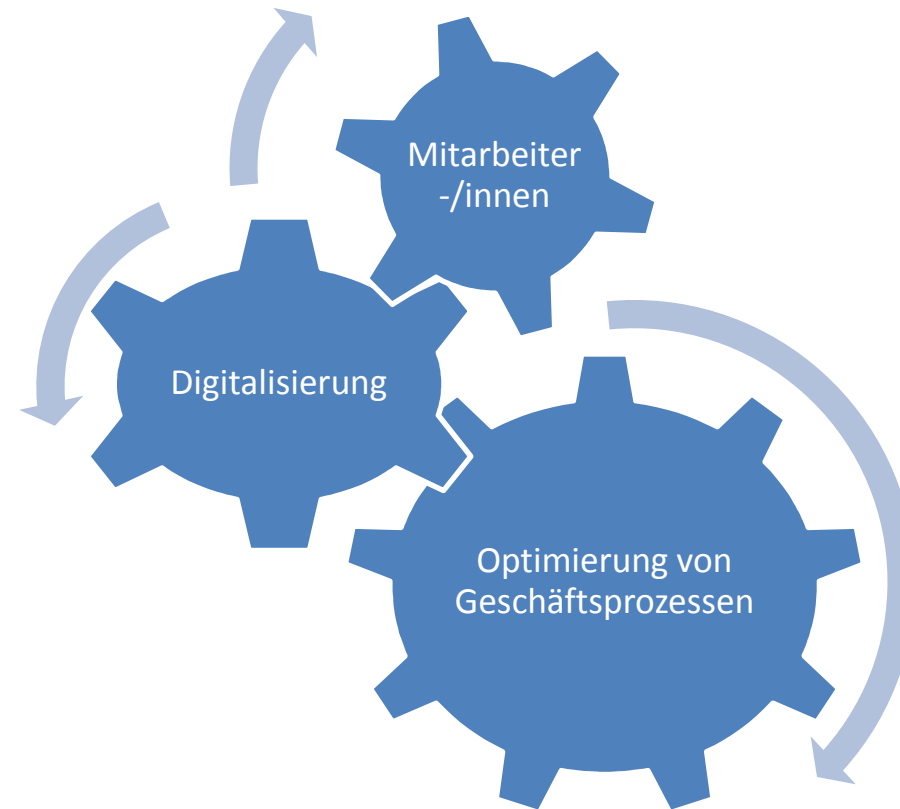 Mitarbeiter
-/innen
Digitalisierung
Optimierung von
Geschäftsprozessen